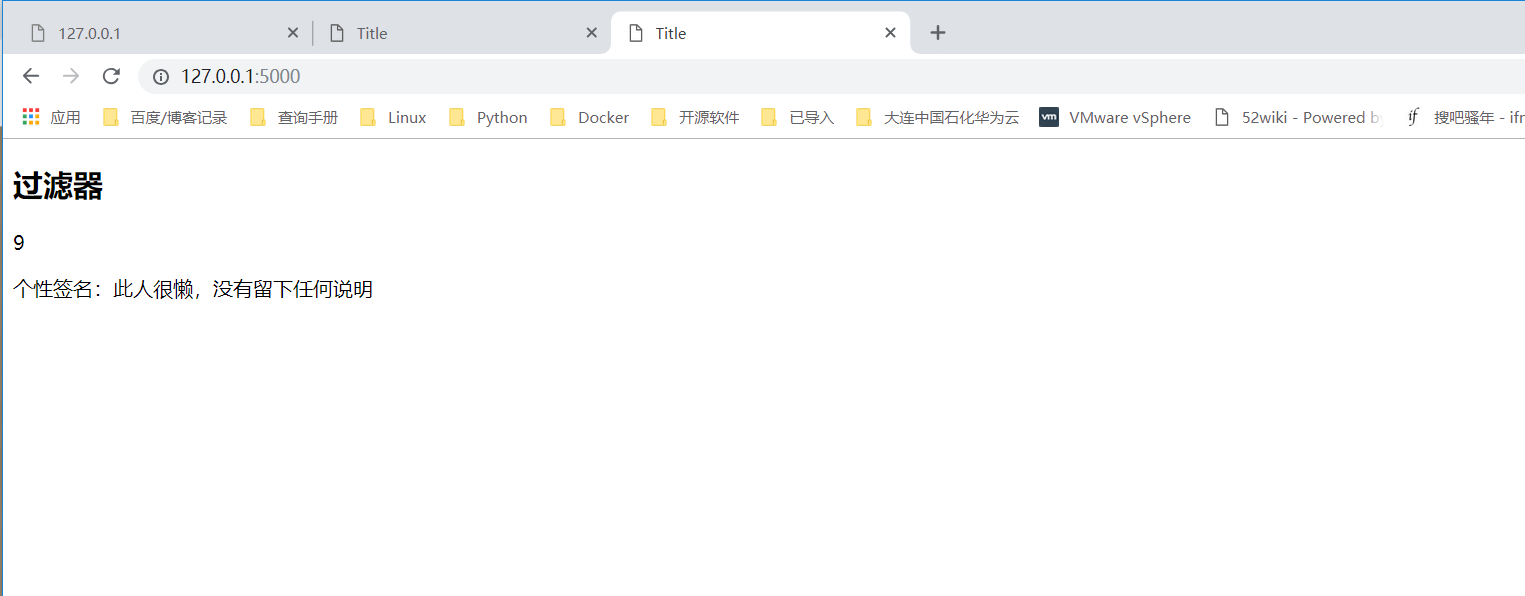 127.0.0.1 Title Title
127.0.0.1:5000
应用 百度/博客记录 查询手册 Linux Python Docker 开源软件 已导入 大连中国石化华为云 vm VMware vSphere 52wiki - Powered by if 搜吧骚年 - ifr
过滤器
9
个性签名：此人很懒，没有留下任何说明